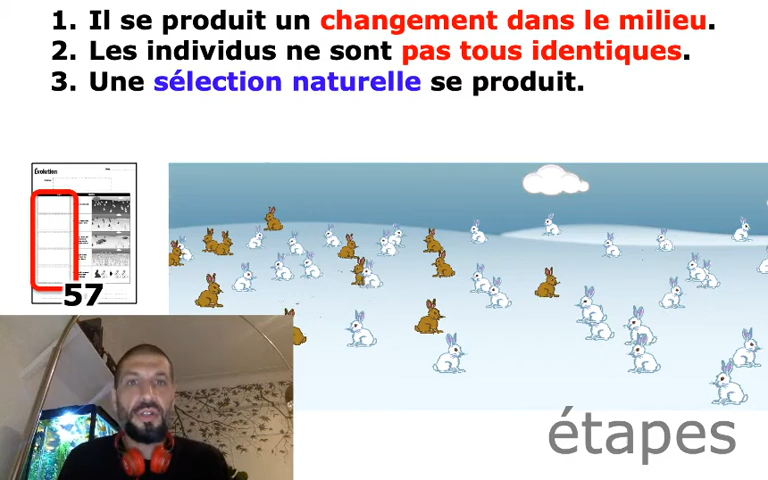 1. Il se produit un changement dans le milieu.
2. Les individus ne sont pas tous identiques.
3. Une sélection naturelle se produit.
Évolution
57
étapes